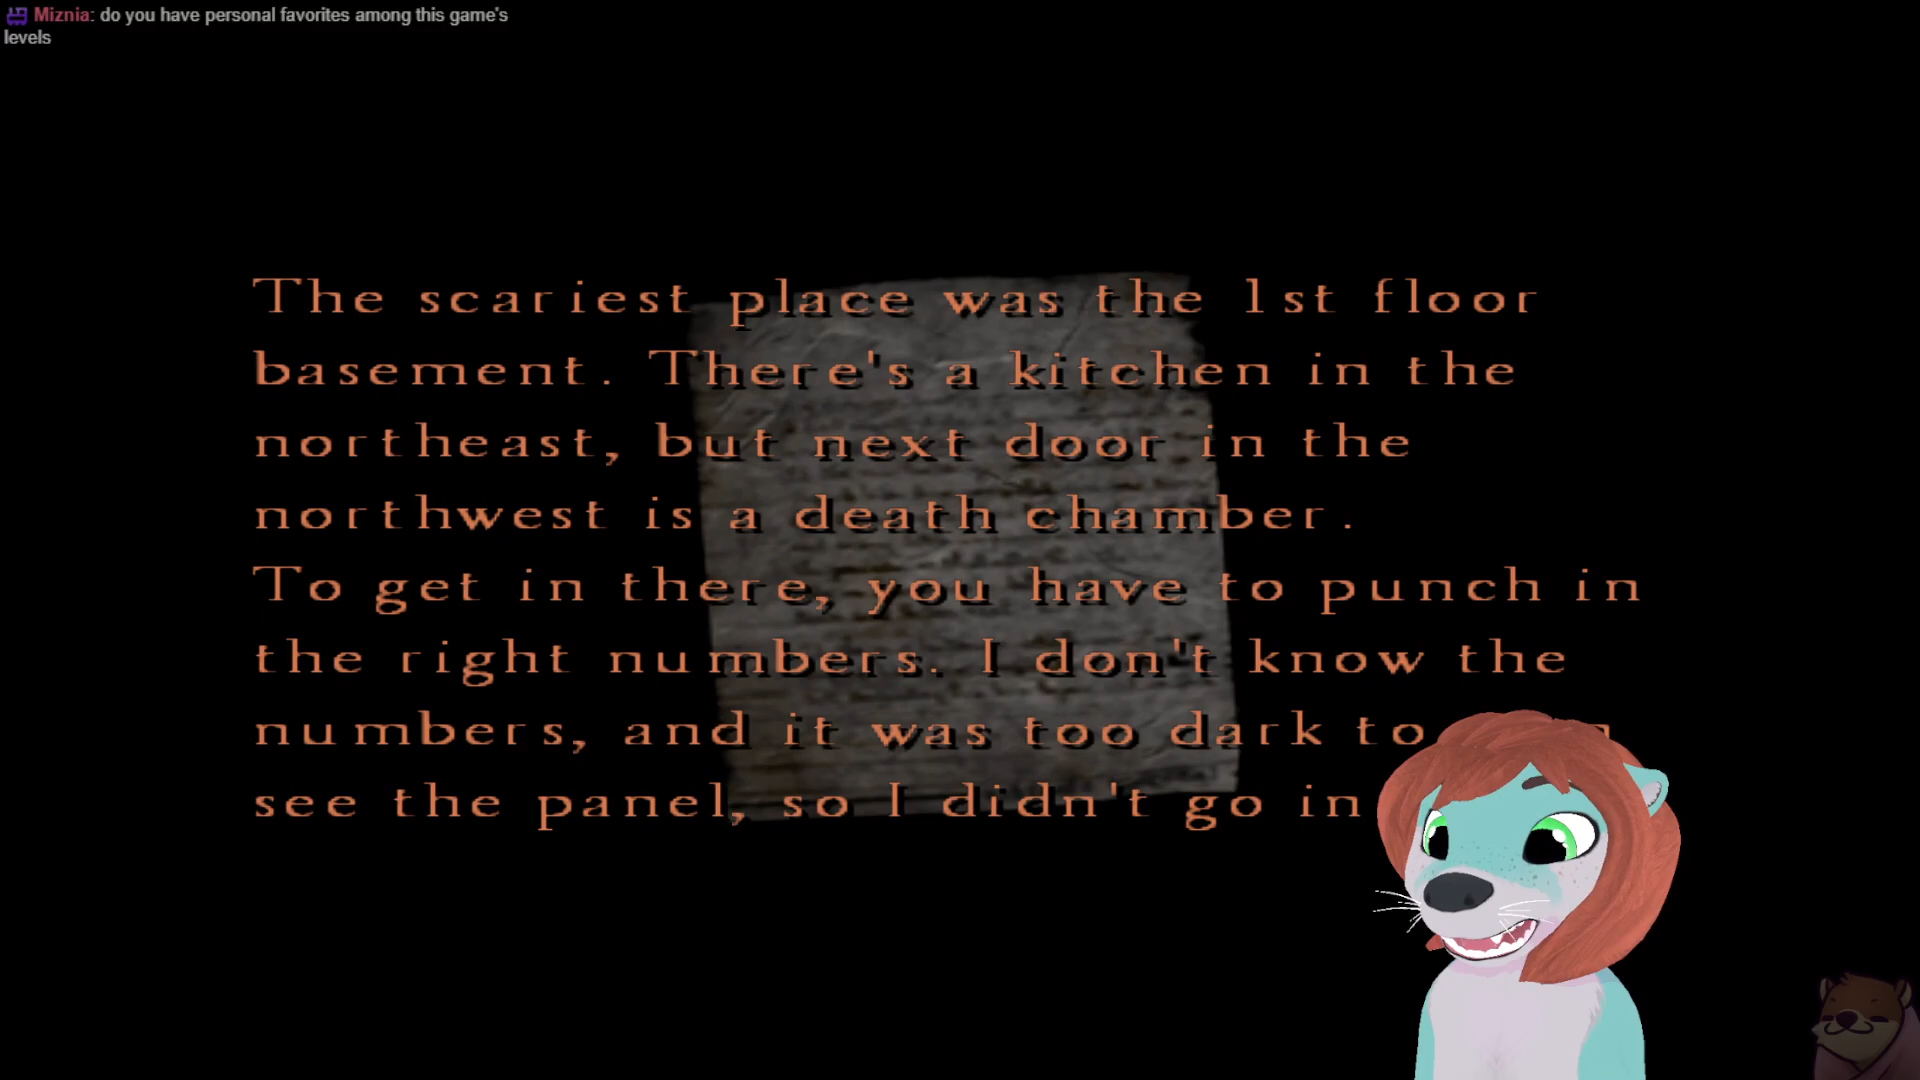 Miznia: do you have personal favorites among this game's
levels
The scariest place was the 1st floor
basement. There's a kitchen in the
northeast, but next door in the
northwest is a death chamber.
To get in there, you have to punch in
the right numbers. I don't know the
numbers, and it was too dark to
see the panel, so I didn't go in